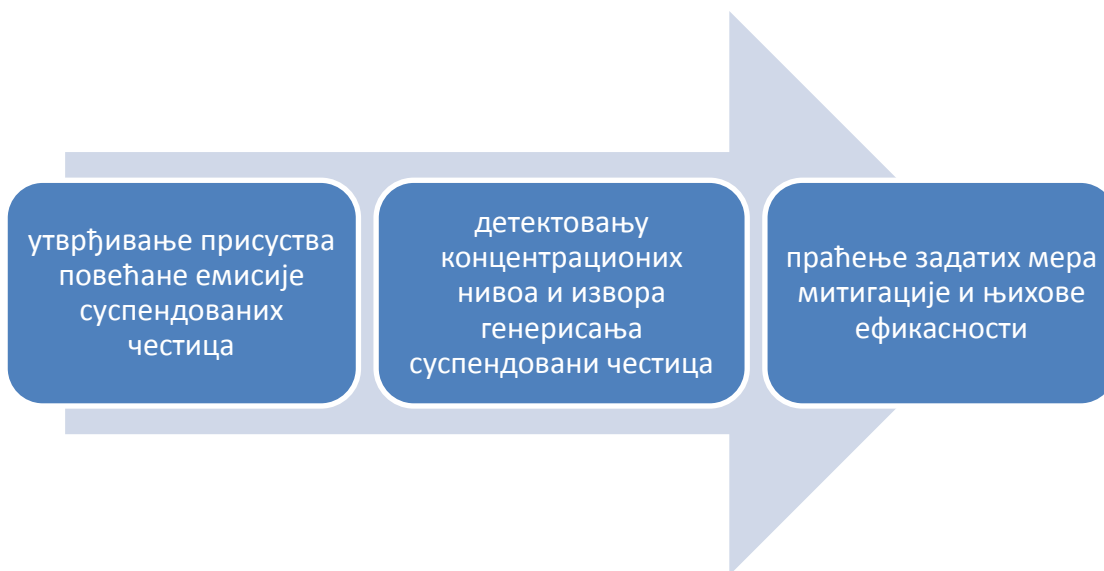 утврђивање присуства
повећане емисије
суспендованих
честица
детектовању
концентрационих
нивоа и извора
генерисања
суспендовани честица
праћење задатих мера
митигације и њихове
ефикасности